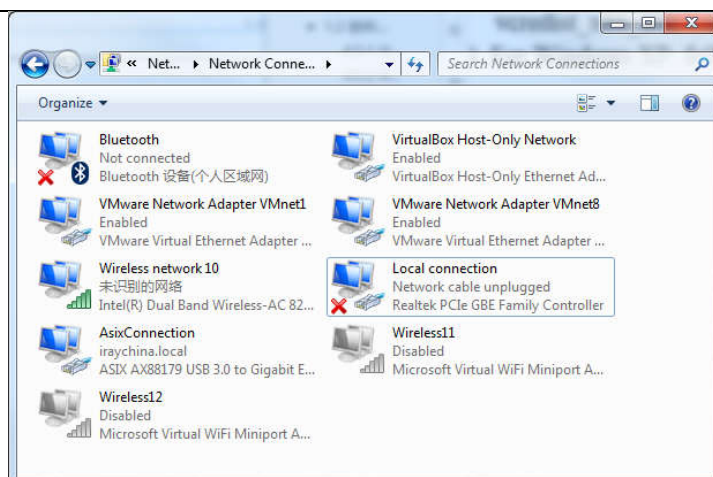 Net... Network Conne...
Search Network Connections
Organize
Bluetooth
Not connected
Bluetooth 设备(个人区域网)
VirtualBox Host-Only Network
Enabled
VirtualBox Host-Only Ethernet Ad...
VMware Network Adapter VMnet1
Enabled
VMware Virtual Ethernet Adapter ...
VMware Network Adapter VMnet8
Enabled
VMware Virtual Ethernet Adapter ...
Wireless network 10
未识别的网络
Intel(R) Dual Band Wireless-AC 82...
Local connection
Network cable unplugged
Realtek PCIe GBE Family Controller
AsixConnection
iraychina.local
ASIX AX88179 USB 3.0 to Gigabit E...
Wireless11
Disabled
Microsoft Virtual WiFi Miniport A...
Wireless12
Disabled
Microsoft Virtual WiFi Miniport A...